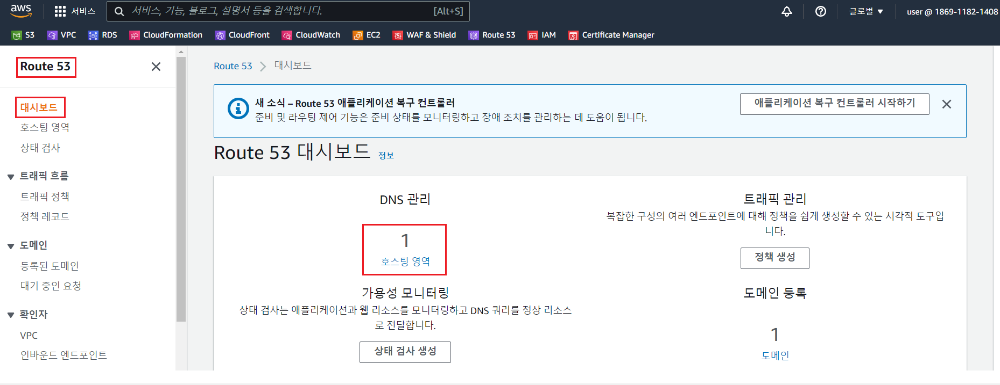 aws
서비스
서비스, 기능, 블로그, 설명서 등을 검색합니다.
[Alt+S]
글로벌
user @ 1869-1182-1408
S3
VPC
RDS
CloudFormation
CloudFront
CloudWatch
EC2
WAF & Shield
Route 53
IAM
Certificate Manager
Route 53
대시보드
호스팅 영역
상태 검사
트래픽 흐름
트래픽 정책
정책 레코드
도메인
등록된 도메인
대기 중인 요청
확인자
VPC
인바운드 엔드포인트
Route 53
대시보드
새 소식 – Route 53 애플리케이션 복구 컨트롤러
준비 및 라우팅 제어 기능은 준비 상태를 모니터링하고 장애 조치를 관리하는 데 도움이 됩니다.
애플리케이션 복구 컨트롤러 시작하기
Route 53 대시보드 정보
DNS 관리
1
호스팅 영역
트래픽 관리
복잡한 구성의 여러 엔드포인트에 대해 정책을 쉽게 생성할 수 있는 시각적 도구입
니다.
정책 생성
가용성 모니터링
상태 검사는 애플리케이션과 웹 리소스를 모니터링하고 DNS 쿼리를 정상 리소스
로 전달합니다.
상태 검사 생성
도메인 등록
1
도메인